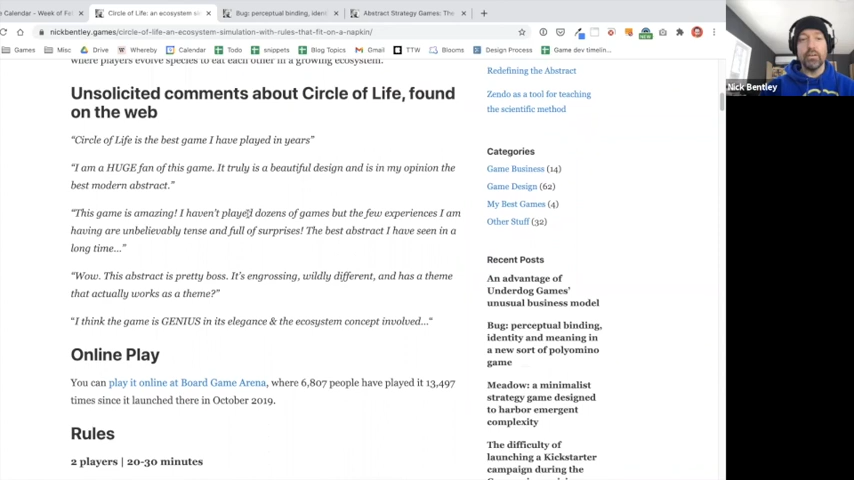 e Calendar - Week of Fe
Circle of Life: an ecosystem si
Bug: perceptual binding, ident
Abstract Strategy Games: The
nickbentley.games/circle-of-life-an-ecosystem-simulation-with-rules-that-fit-on-a-napkin/
NEW
Games
Misc
Whereby
Calendar
Todo
snippets
Blog Topics
Gmail
TTW
Bluejeans
Design Process
Game dev timelin...
where players evolve species to eat each other in a growing ecosystem.
Unsolicited comments about Circle of Life, found
on the web
“Circle of Life is the best game I have played in years”
“I am a HUGE fan of this game. It truly is a beautiful design and is in my opinion the
best modern abstract.”
“This game is amazing! I haven’t played dozens of games but the few experiences I am
having are unbelievably tense and full of surprises! The best abstract I have seen in a
long time…”
“Wow. This abstract is pretty boss. It’s engrossing, wildly different, and has a theme
that actually works as a theme?”
“I think the game is GENIUS in its elegance & the ecosystem concept involved…“
Online Play
You can play it online at Board Game Arena, where 6,807 people have played it 13,497
times since it launched there in October 2019.
Rules
2 players | 20-30 minutes
Redefining the Abstract
Zendo as a tool for teaching
the scientific method
Categories
Game Business (14)
Game Design (62)
My Best Games (4)
Other Stuff (32)
Recent Posts
An advantage of
Underdog Games’
unusual business model
Bug: perceptual binding,
identity and meaning in
a new sort of polyomino
game
Meadow: a minimalist
strategy game designed
to harbor emergent
complexity
The difficulty of
launching a Kickstarter
campaign during the
Nick Bentley